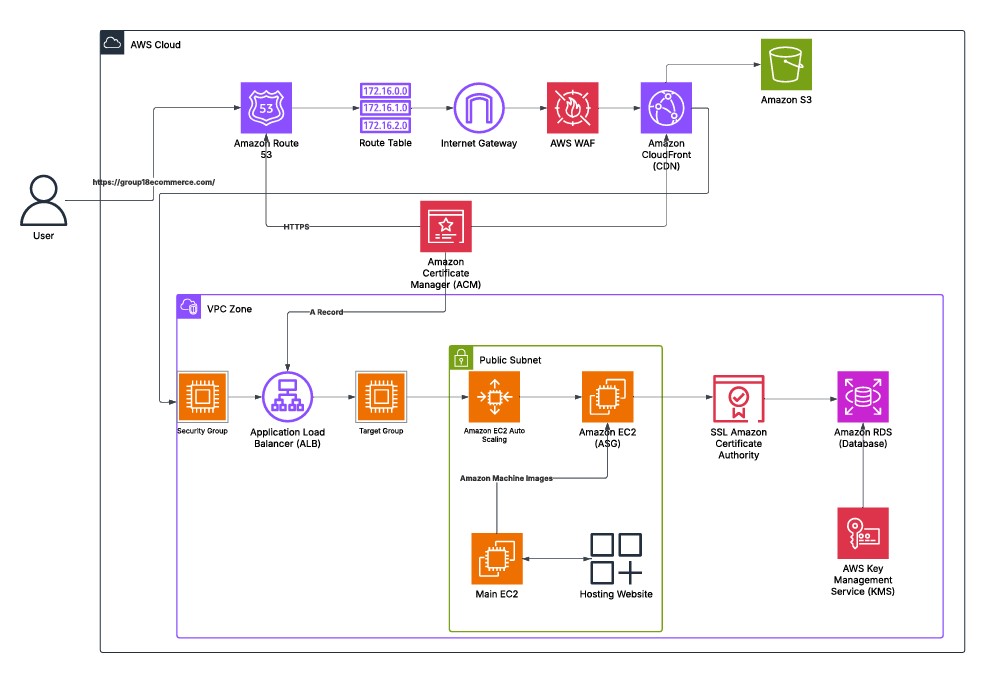 AWS Cloud
Amazon S3
53
172.16.0.0
172.16.1.0
172.16.2.0
Amazon Route
53
Route Table
Internet Gateway
AWS WAF
Amazon
CloudFront
(CDN)
https://group18ecommerce.com/
User
HTTPS
Amazon
Certificate
Manager (ACM)
VPC Zone
A Record
Public Subnet
Security Group
Application Load
Balancer (ALB)
Target Group
Amazon EC2 Auto
Scaling
Amazon EC2
(ASG)
SSL Amazon
Certificate
Authority
Amazon RDS
(Database)
Amazon Machine Images
Main EC2
Hosting Website
AWS Key
Management
Service (KMS)